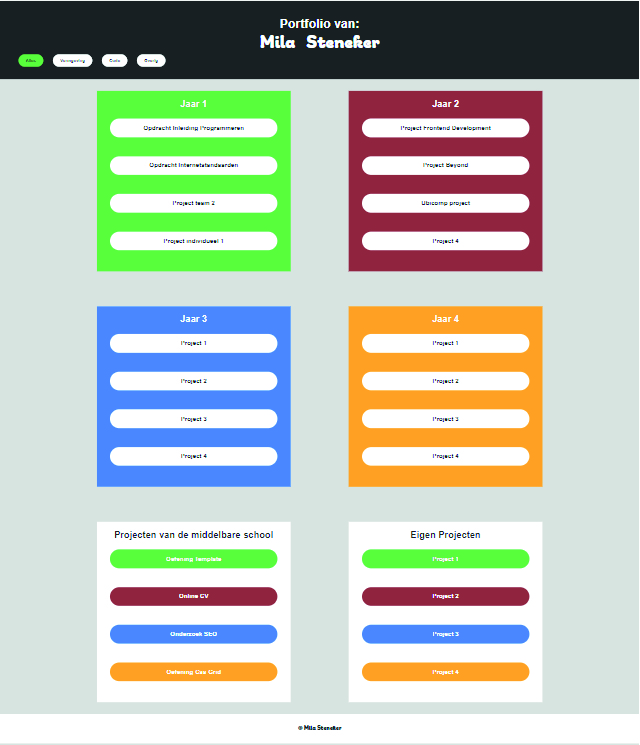 Portfolio van:
Mila Steneker
Alles Vormgeving Code Overig
Jaar 1
Opdracht Inleiding Programmeren
Opdracht Internetstandaarden
Project team 2
Project individueel 1
Jaar 2
Project Frontend Development
Project Beyond
Ubicomp project
Project 4
Jaar 3
Project 1
Project 2
Project 3
Project 4
Jaar 4
Project 1
Project 2
Project 3
Project 4
Projecten van de middelbare school
Oefening Template
Online CV
Onderzoek SEO
Oefening Css Grid
Eigen Projecten
Project 1
Project 2
Project 3
Project 4
© Mila Steneker